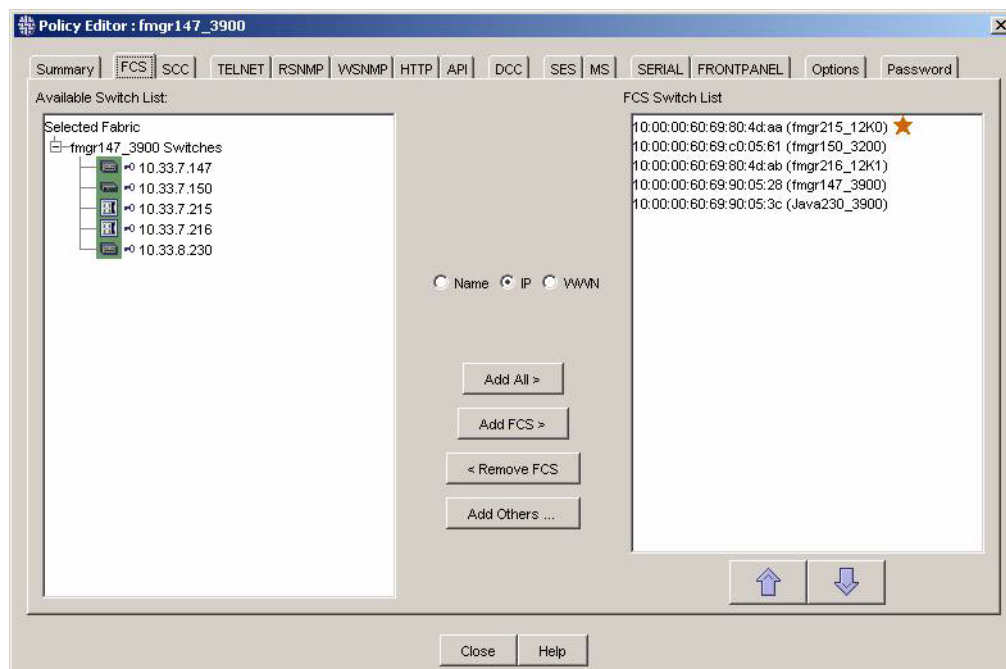 Policy Editor : fmgr147_3900
Summary FCS SCC TELNET RSNMP WSNMP HTTP API DCC SES MS SERIAL FRONTPANEL Options Password
Available Switch List:
Selected Fabric
fmgr147_3900 Switches
10.33.7.147
10.33.7.150
10.33.7.215
10.33.7.216
10.33.8.230
Name IP WWN
Add All >
Add FCS >
< Remove FCS
Add Others ...
FCS Switch List
10:00:00:60:69:80:4d:aa (fmgr215_12K0)
10:00:00:60:69:c0:05:61 (fmgr150_3200)
10:00:00:60:69:80:4d:ab (fmgr216_12K1)
10:00:00:60:69:90:05:28 (fmgr147_3900)
10:00:00:60:69:90:05:3c (Java230_3900)
Close Help